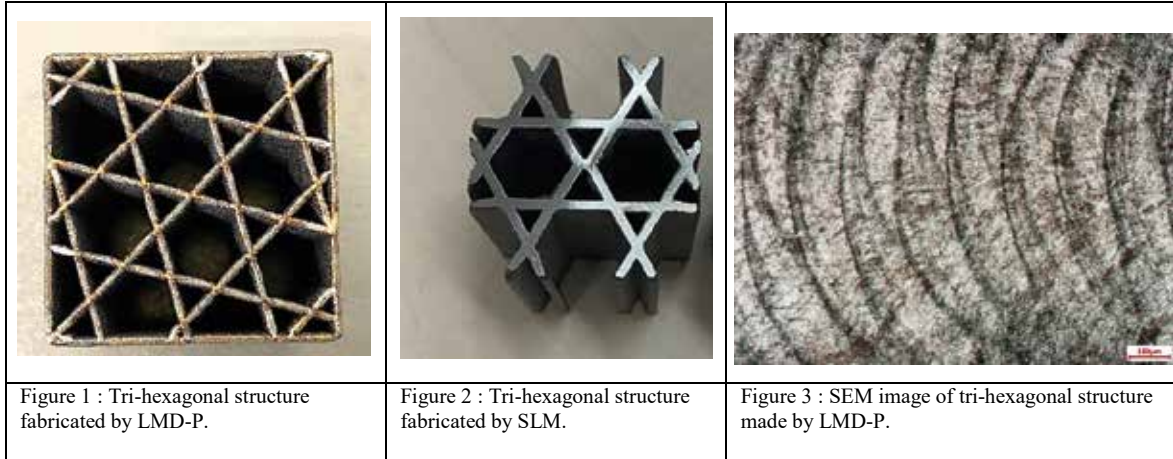 Figure 1 : Tri-hexagonal structure
fabricated by LMD-P.
Figure 2 : Tri-hexagonal structure
fabricated by SLM.
Figure 3 : SEM image of tri-hexagonal structure
made by LMD-P.